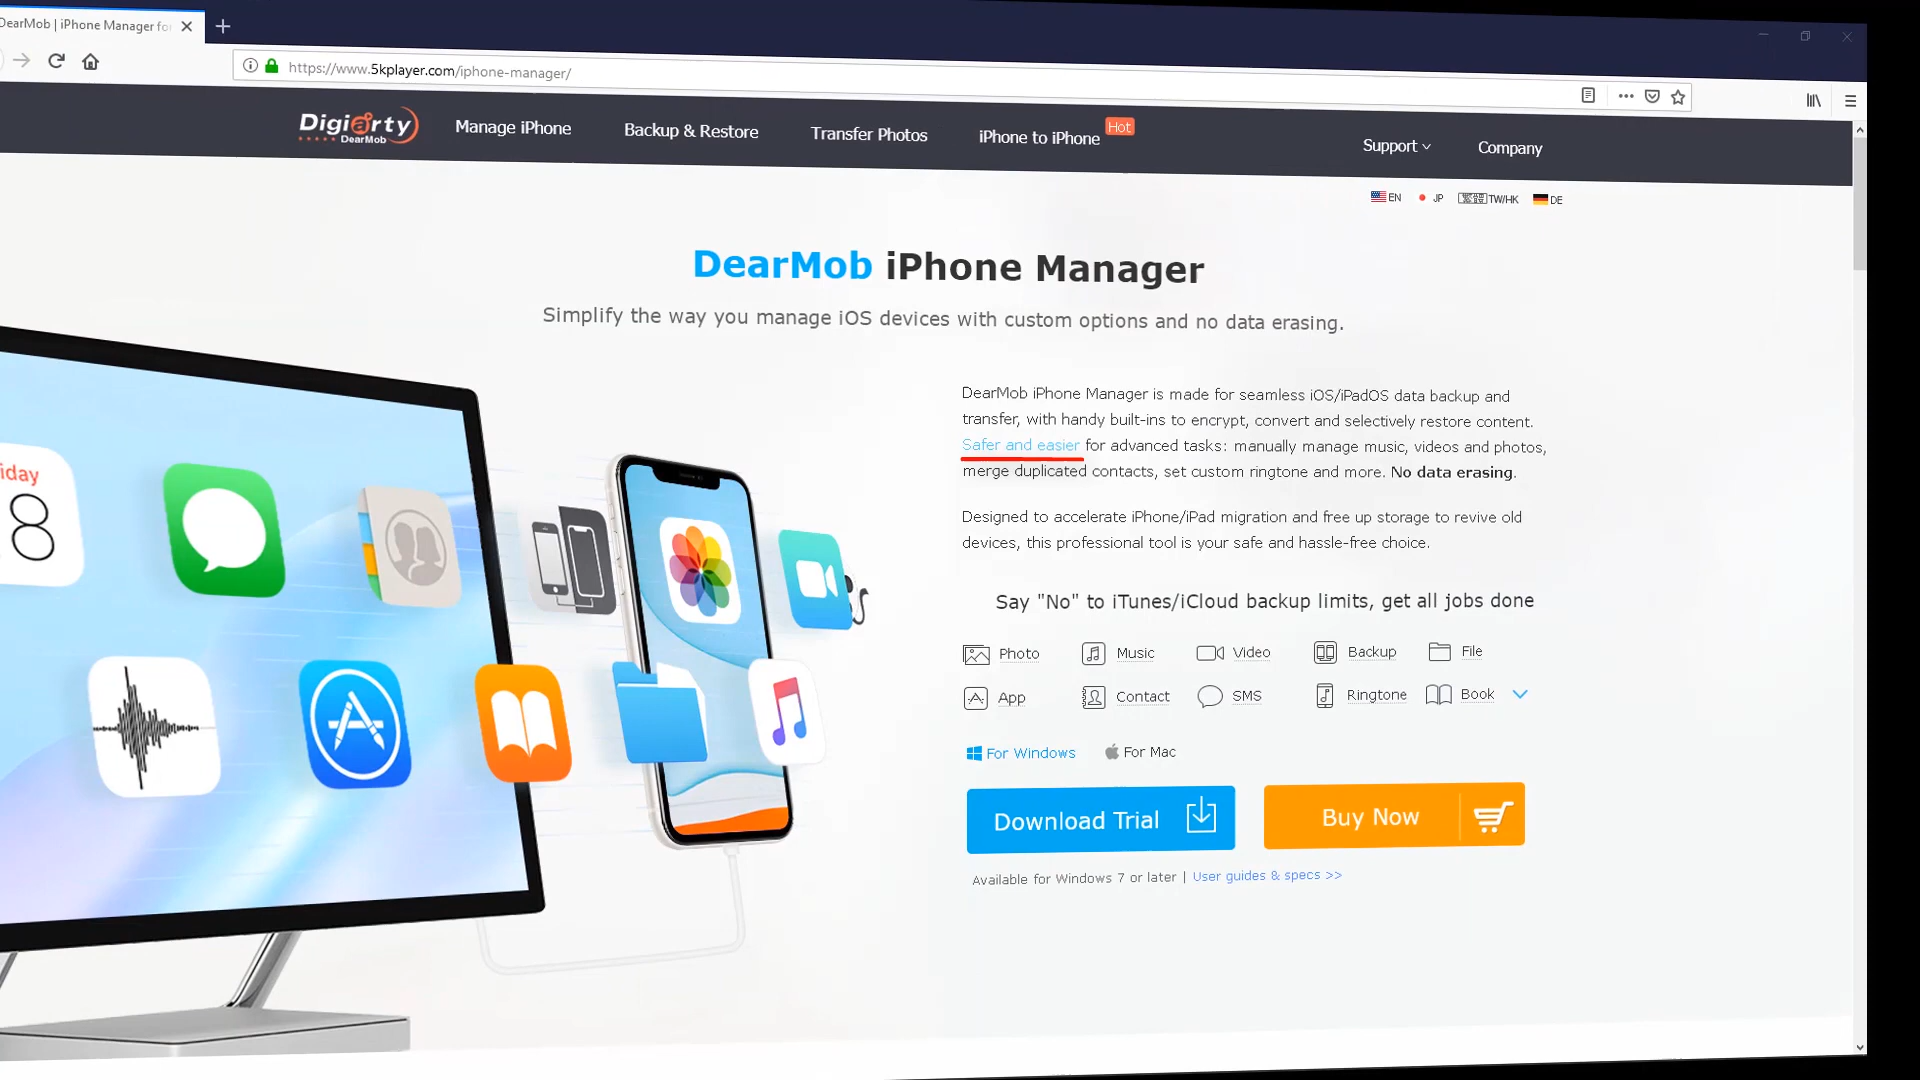 DearMob | iPhone Manager fo
https://www.5kplayer.com/iphone-manager/
Digiarty
DearMob
Manage iPhone
Backup & Restore
Transfer Photos
iPhone to iPhone
Hot
Support
Company
EN
JP
TW/HK
DE
DearMob iPhone Manager
Simplify the way you manage iOS devices with custom options and no data erasing.
DearMob iPhone Manager is made for seamless iOS/iPadOS data backup and
transfer, with handy built-ins to encrypt, convert and selectively restore content.
Safer and easier for advanced tasks: manually manage music, videos and photos,
merge duplicated contacts, set custom ringtone and more. No data erasing.
Designed to accelerate iPhone/iPad migration and free up storage to revive old
devices, this professional tool is your safe and hassle-free choice.
iday
8
Say "No" to iTunes/iCloud backup limits, get all jobs done
Photo
Music
Video
Backup
File
App
Contact
SMS
Ringtone
Book
For Windows
For Mac
Download Trial
Buy Now
Available for Windows 7 or later | User guides & specs >>